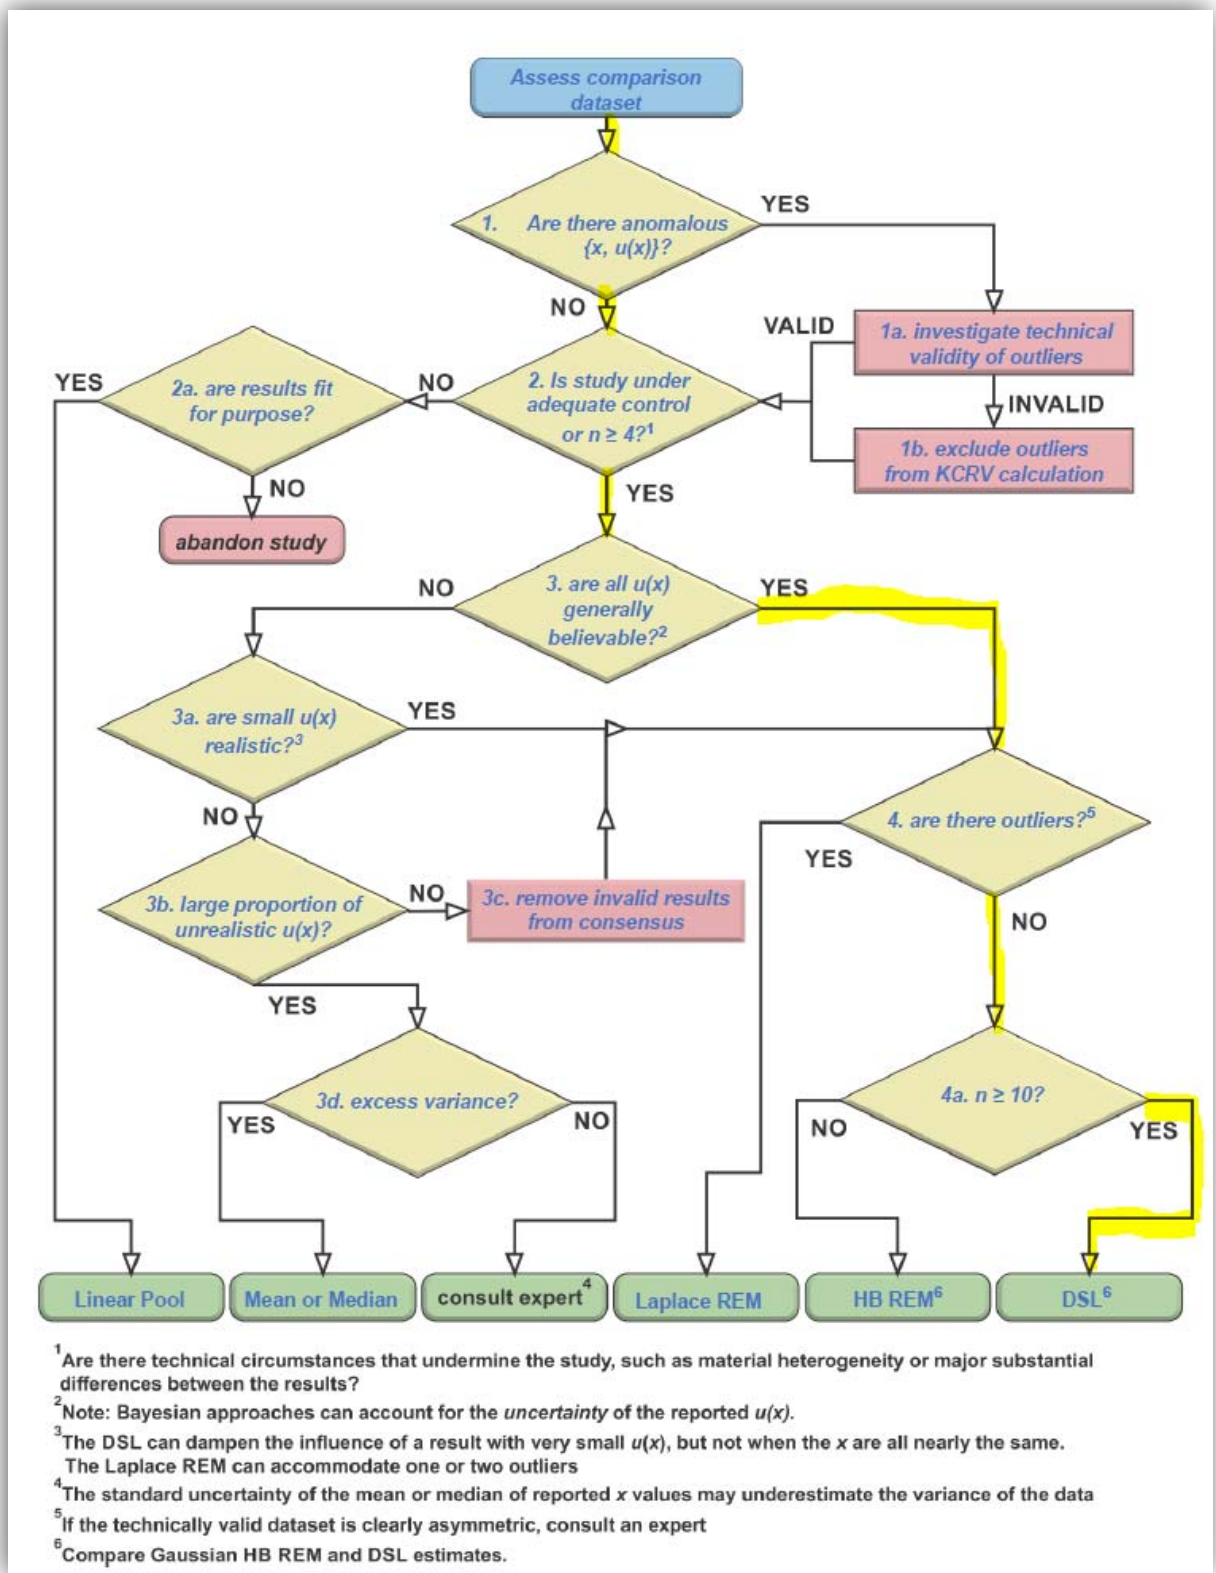 Assess comparison
dataset
1. Are there anomalous
{x, u(x)}?
YES
NO
1a. investigate technical
validity of outliers
VALID
INVALID
1b. exclude outliers
from KCRV calculation
2. Is study under
adequate control
or n ≥ 4?¹
NO
YES
2a. are results fit
for purpose?
YES
NO
abandon study
3. are all u(x)
generally
believable?²
NO
YES
3a. are small u(x)
realistic?³
YES
NO
3b. large proportion of
unrealistic u(x)?
NO
3c. remove invalid results
from consensus
YES
3d. excess variance?
YES
NO
4. are there outliers?⁵
YES
NO
4a. n ≥ 10?
NO
YES
Linear Pool
Mean or Median
consult expert⁴
Laplace REM
HB REM⁶
DSL⁶
¹Are there technical circumstances that undermine the study, such as material heterogeneity or major substantial
differences between the results?
²Note: Bayesian approaches can account for the uncertainty of the reported u(x).
³The DSL can dampen the influence of a result with very small u(x), but not when the x are all nearly the same.
The Laplace REM can accommodate one or two outliers
⁴The standard uncertainty of the mean or median of reported x values may underestimate the variance of the data
⁵If the technically valid dataset is clearly asymmetric, consult an expert
⁶Compare Gaussian HB REM and DSL estimates.